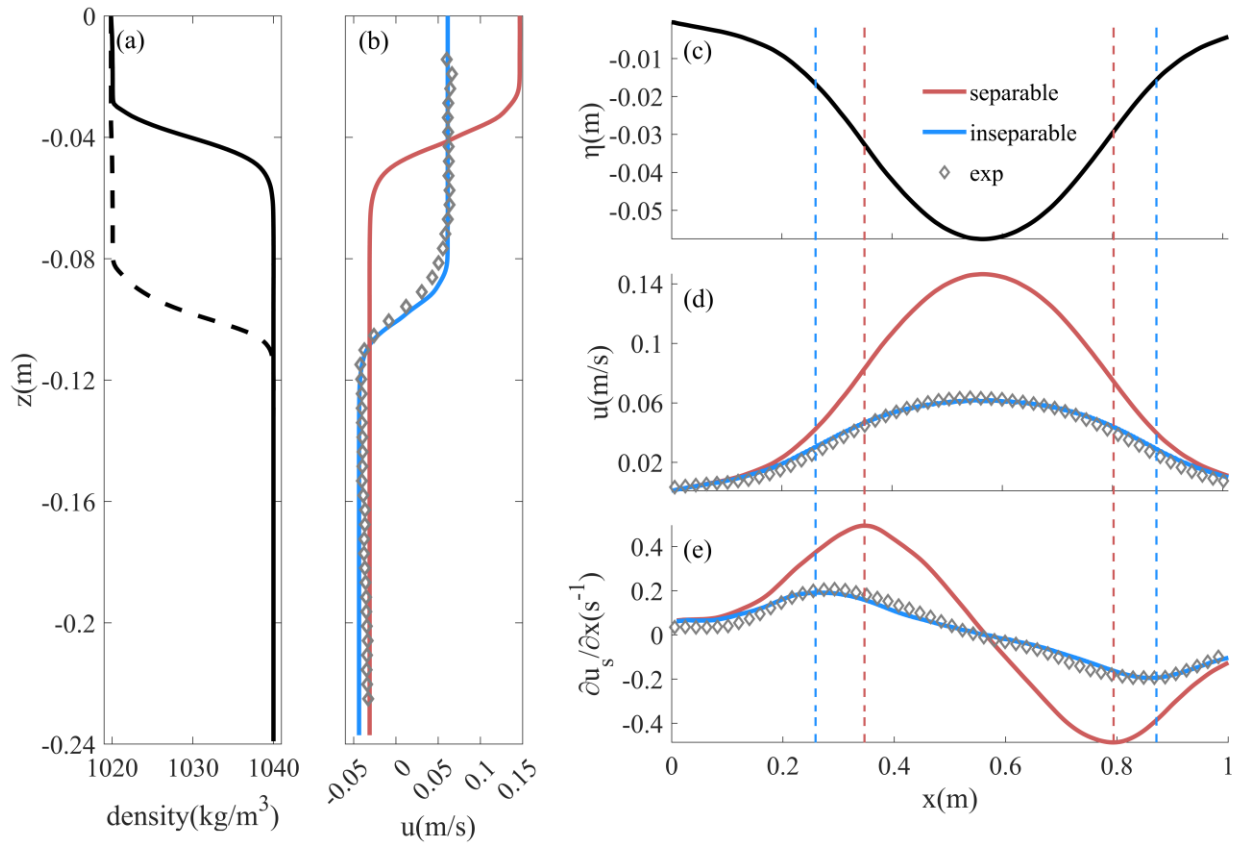 (a)
0
-0.04
-0.08
-0.12
-0.16
-0.2
-0.24
z(m)
1020
1030
1040
density(kg/m³)
(b)
-0.05
0
0.05
0.1
0.15
u(m/s)
(c)
-0.01
-0.02
-0.03
-0.04
-0.05
η(m)
separable
inseparable
exp
(d)
0.14
0.1
0.06
0.02
u(m/s)
(e)
0.4
0.2
0
-0.2
-0.4
∂uₛ/∂x(s⁻¹)
0
0.2
0.4
0.6
0.8
1
x(m)